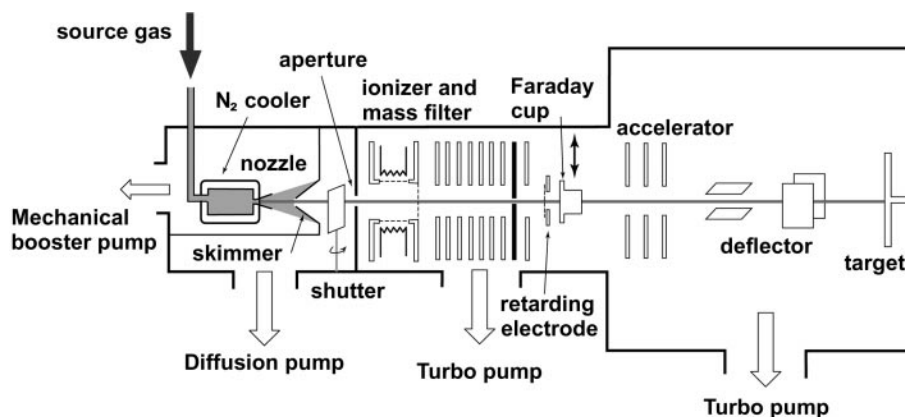 source gas
aperture
ionizer and
mass filter
Faraday
cup
N₂ cooler
accelerator
nozzle
Mechanical
booster pump
skimmer
shutter
retarding
electrode
deflector
target
Diffusion pump
Turbo pump
Turbo pump